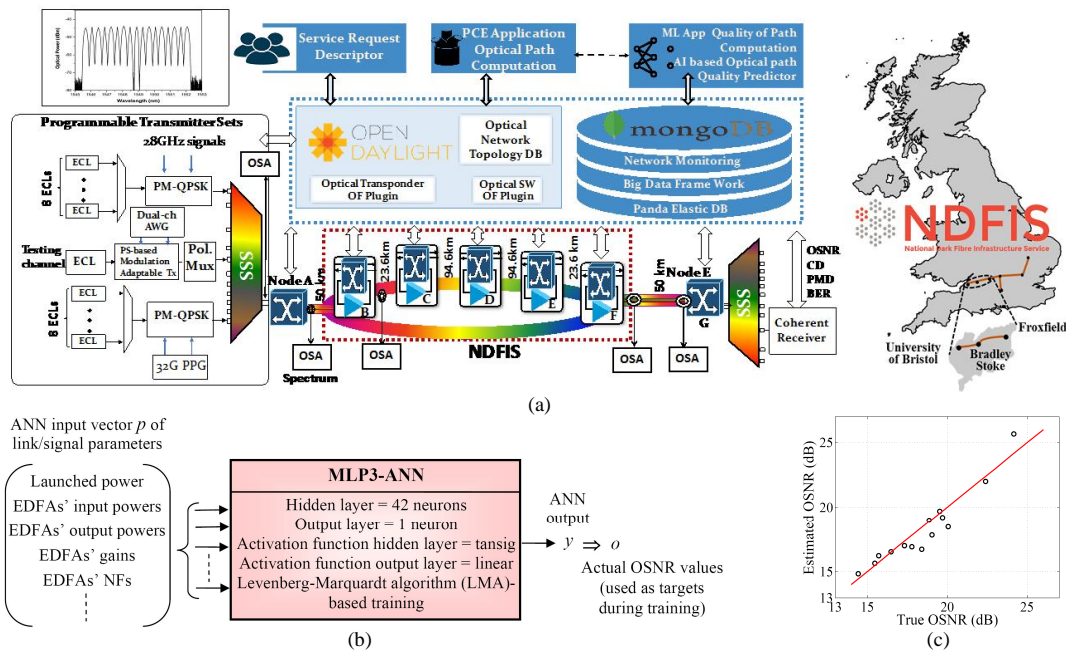 Optical Power (dBm)
Wavelength (nm)
Service Request
Descriptor
PCE Application
Optical Path
Computation
ML App Quality of Path
Computation
AI based Optical path
Quality Predictor
Programmable Transmitter Sets
28GHz signals
8 ECLs
ECL
ECL
PM-QPSK
Dual-ch
AWG
Testing
channel
ECL
PS-based
Modulation
Adaptable Tx
Pol.
Mux
8 ECLs
ECL
ECL
PM-QPSK
32G PPG
SSS
OSA
OPEN
DAYLIGHT
Optical
Network
Topology DB
Optical Transponder
OF Plugin
Optical SW
OF Plugin
mongoDB
Network Monitoring
Big Data Frame Work
Panda Elastic DB
Node A
50 km
B
23.6km
C
94.6km
D
94.6km
E
23.6 km
F
50 km
Node E
G
SSS
OSNR
CD
PMD
BER
Coherent
Receiver
NDFIS
OSA
Spectrum
OSA
OSA
OSA
NDFIS
National Dark Fibre Infrastructure Service
University
of Bristol
Bradley
Stoke
Froxfield
(a)
ANN input vector p of
link/signal parameters
Launched power
EDFAs' input powers
EDFAs' output powers
EDFAs' gains
EDFAs' NFs
MLP3-ANN
Hidden layer = 42 neurons
Output layer = 1 neuron
Activation function hidden layer = tansig
Activation function output layer = linear
Levenberg-Marquardt algorithm (LMA)-
based training
ANN
output
y ⇒ o
Actual OSNR values
(used as targets
during training)
(b)
Estimated OSNR (dB)
25
20
15
13
13
15
20
25
True OSNR (dB)
(c)